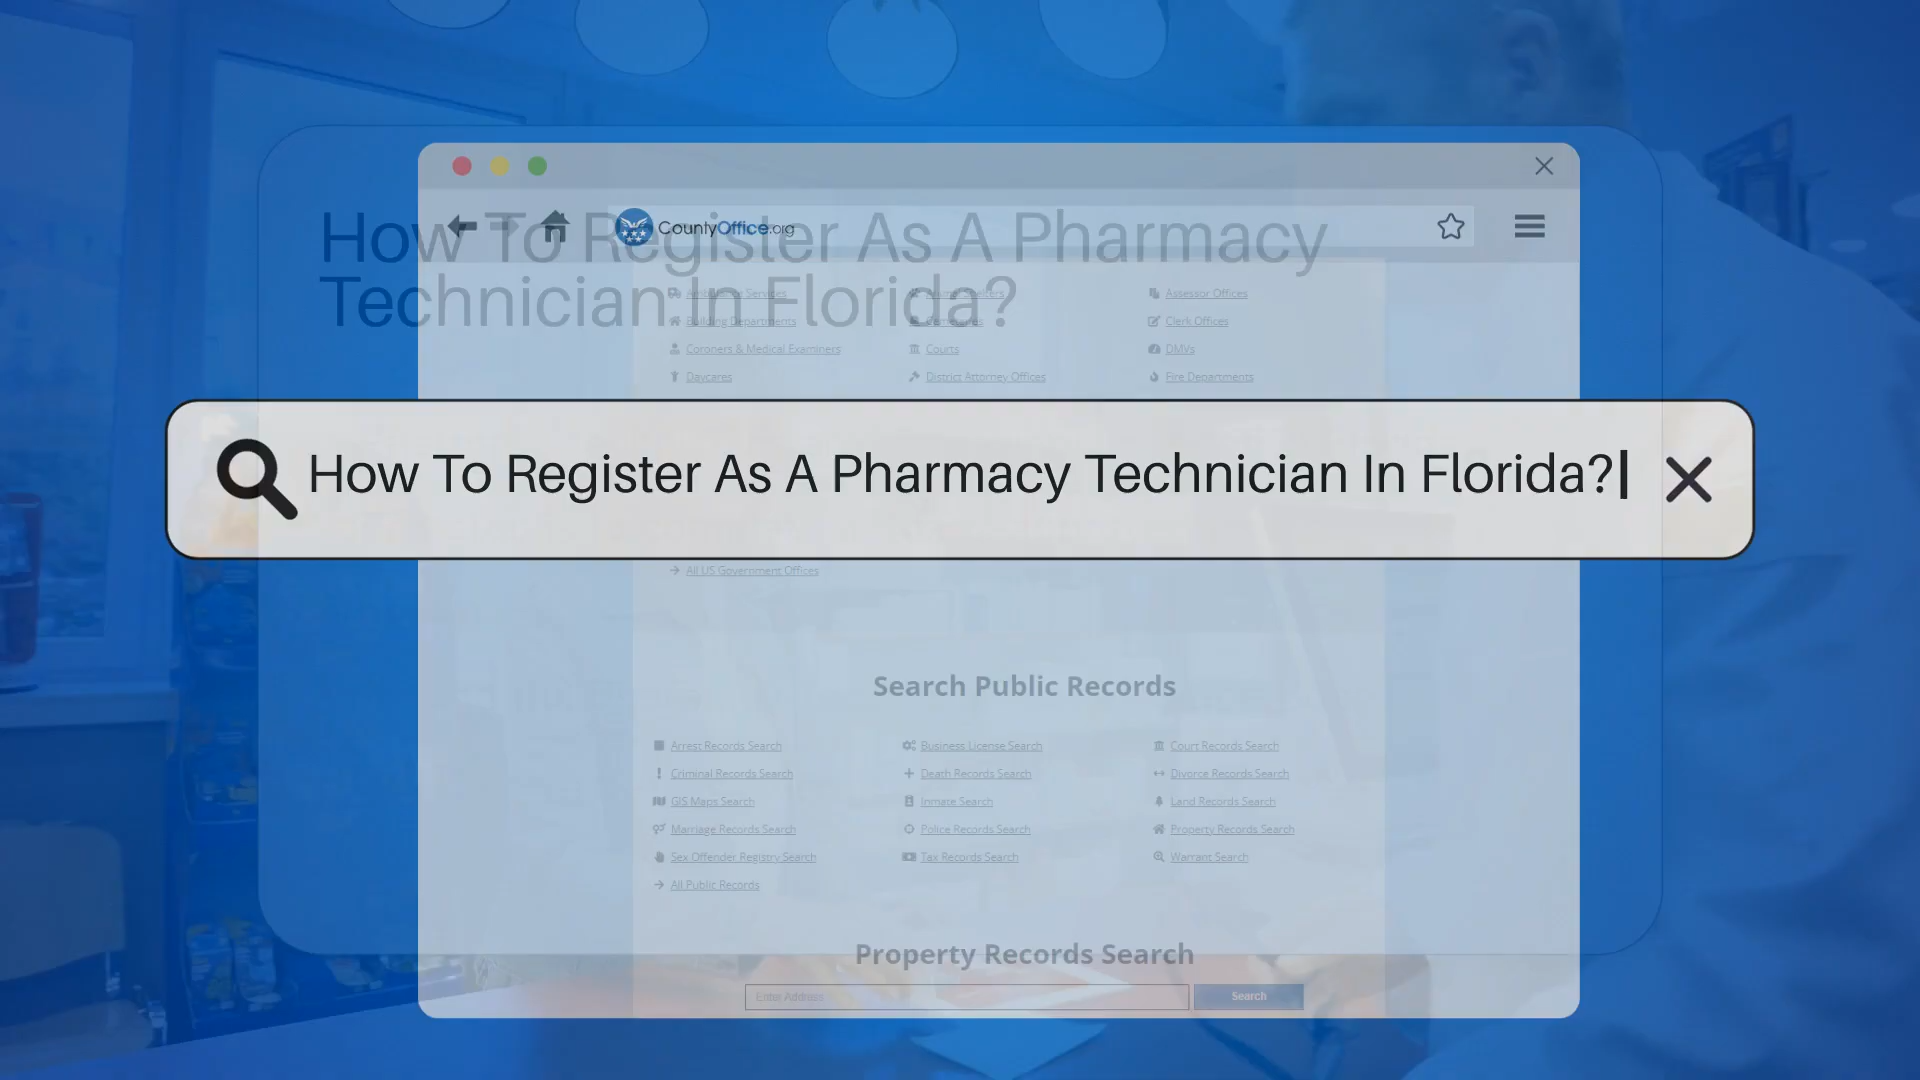 CountyOffice.org
How To Register As A Pharmacy
Technician In Florida?
Ambulance Services
Animal Shelters
Assessor Offices
Building Departments
Cemeteries
Clerk Offices
Coroners & Medical Examiners
Courts
DMVs
Daycares
District Attorney Offices
Fire Departments
How To Register As A Pharmacy Technician In Florida?
All US Government Offices
Search Public Records
Arrest Records Search
Business License Search
Court Records Search
Criminal Records Search
Death Records Search
Divorce Records Search
GIS Maps Search
Inmate Search
Land Records Search
Marriage Records Search
Police Records Search
Property Records Search
Sex Offender Registry Search
Tax Records Search
Warrant Search
All Public Records
Property Records Search
Enter Address
Search